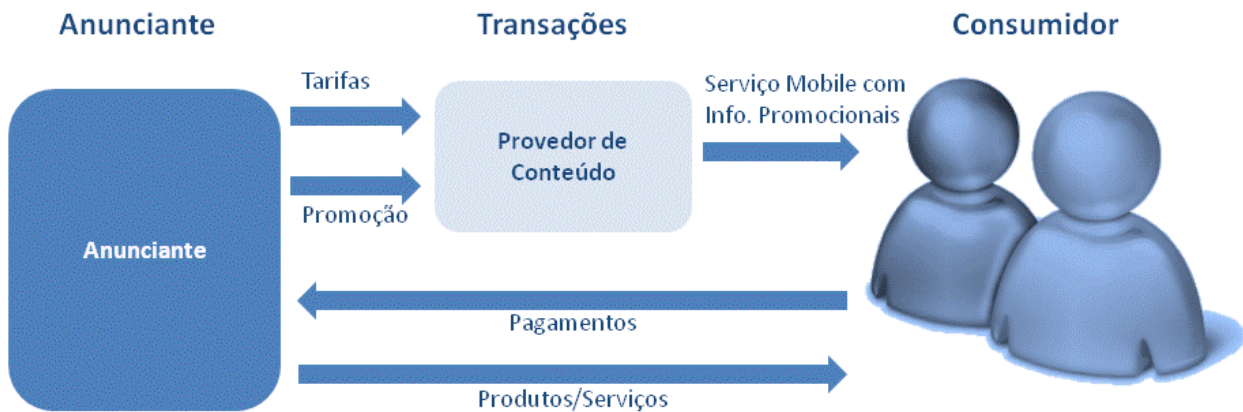 Anunciante
Transações
Consumidor
Tarifas
Serviço Mobile com
Info. Promocionais
Provedor de
Conteúdo
Promoção
Anunciante
Pagamentos
Produtos/Serviços